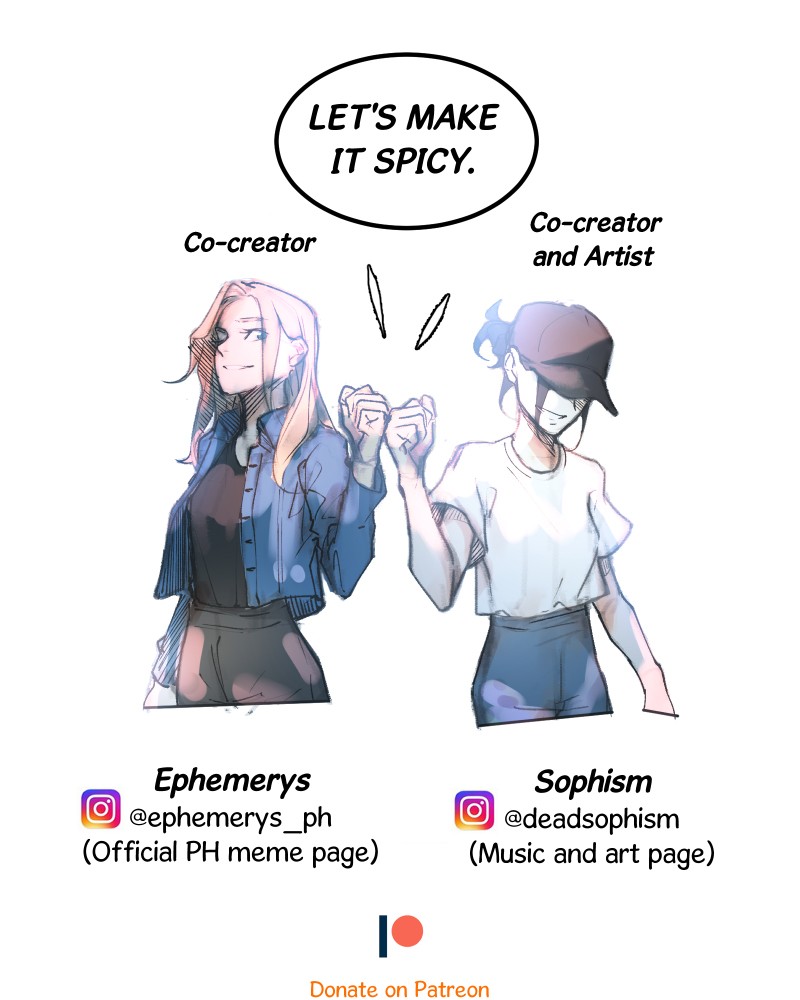 LET'S MAKE
IT SPICY.
Co-creator
Co-creator
and Artist
Ephemerys
@ephemerys_ph
(Official PH meme page)
Sophism
@deadsophism
(Music and art page)
Donate on Patreon